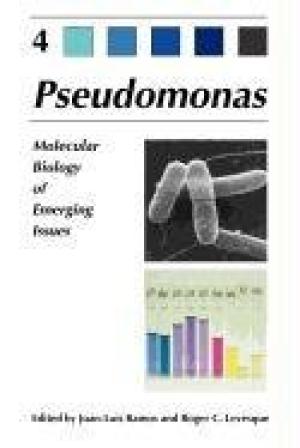 4
Pseudomonas
Molecular
Biology
of
Emerging
Issues
Edited by Juan-Luis Ramos and Roger C. Levesque